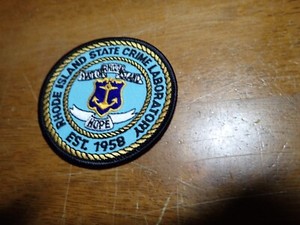 RHODE ISLAND STATE CRIME LABORATORY
HOPE
EST. 1958